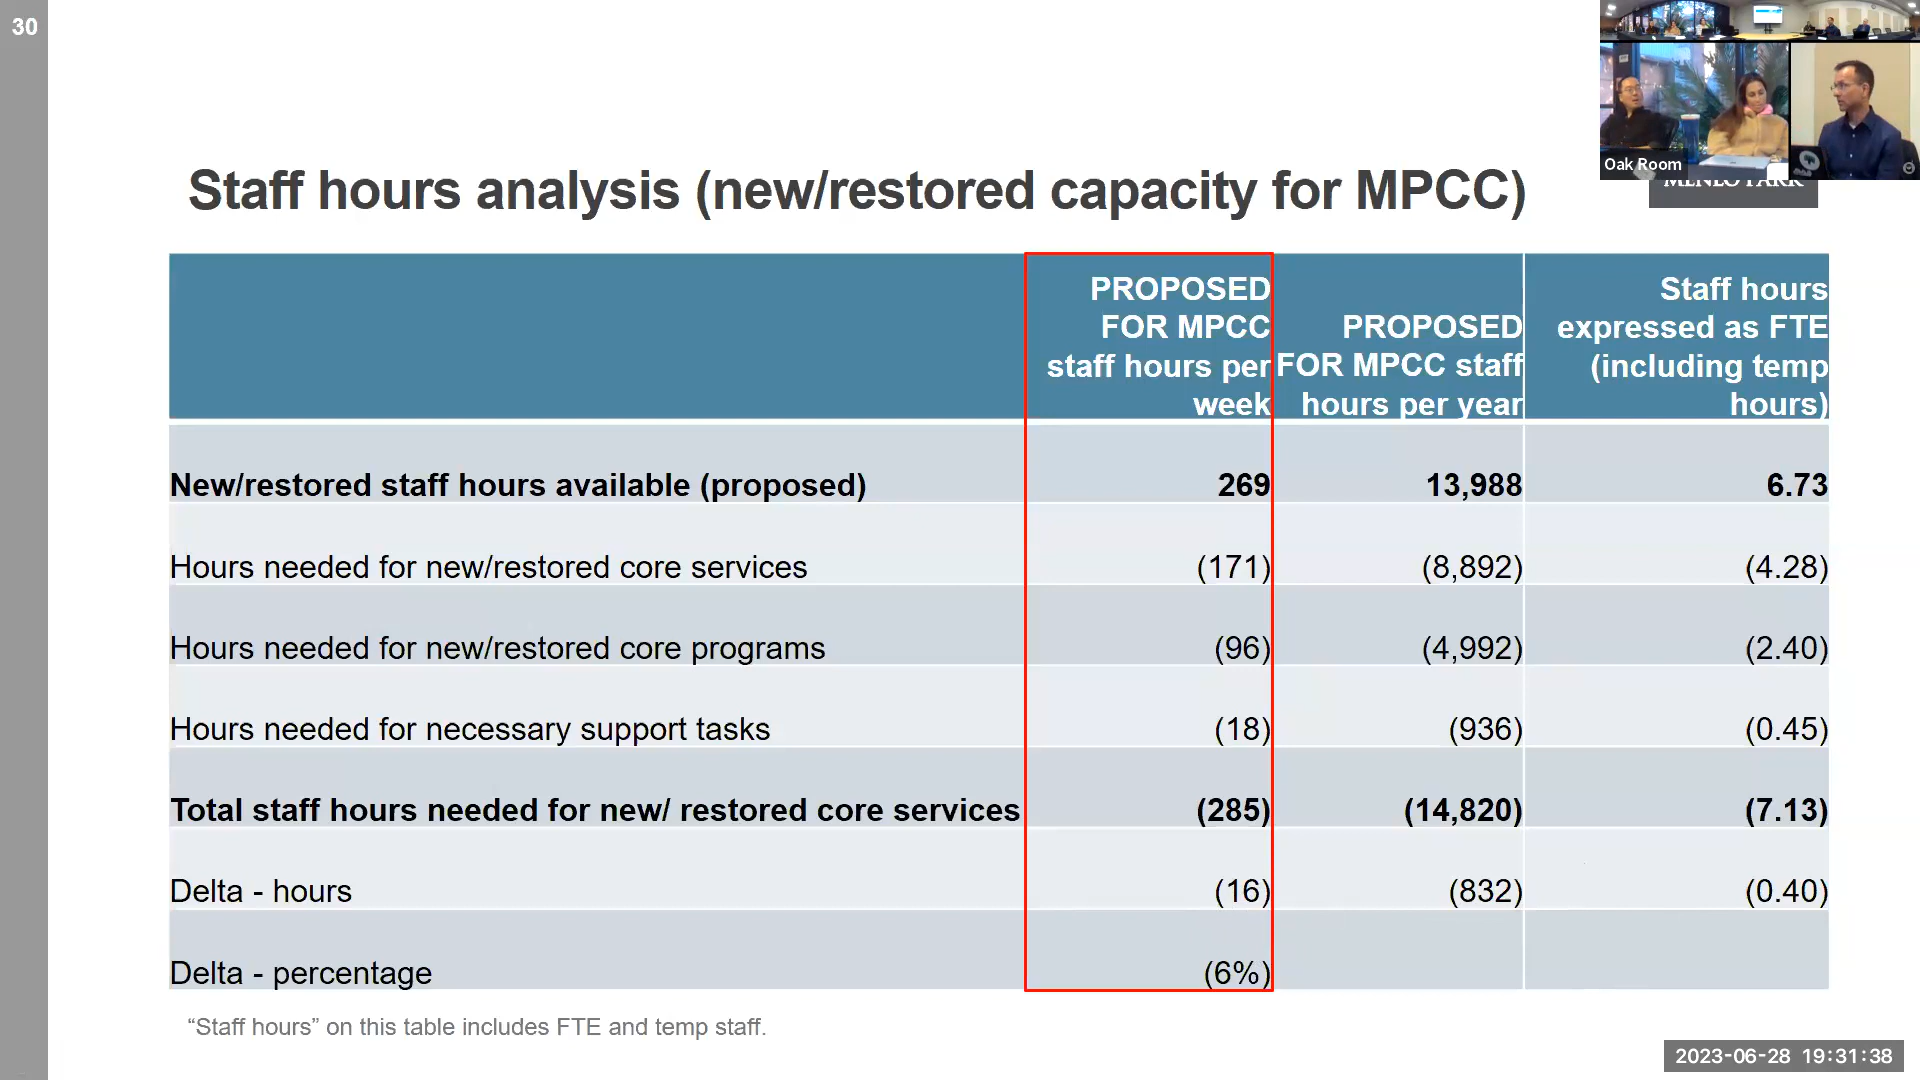 30
Oak Room
MENLO PARK
Staff hours analysis (new/restored capacity for MPCC)
PROPOSED
FOR MPCC
staff hours per
week
PROPOSED
FOR MPCC staff
hours per year
Staff hours
expressed as FTE
(including temp
hours)
New/restored staff hours available (proposed) 269 13,988 6.73
Hours needed for new/restored core services (171) (8,892) (4.28)
Hours needed for new/restored core programs (96) (4,992) (2.40)
Hours needed for necessary support tasks (18) (936) (0.45)
Total staff hours needed for new/ restored core services (285) (14,820) (7.13)
Delta - hours (16) (832) (0.40)
Delta - percentage (6%)
“Staff hours” on this table includes FTE and temp staff.
2023-06-28 19:31:38